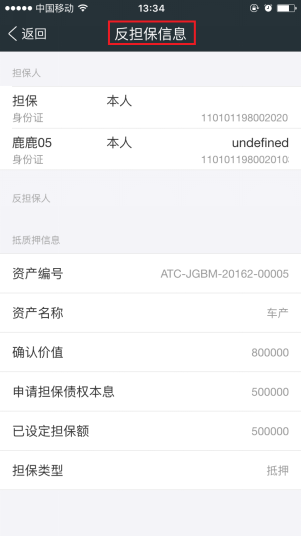 中国移动 13:34
返回 反担保信息
担保人
担保 本人
身份证 110101198002020
鹿鹿05 本人 undefined
身份证 11010119800201
反担保人
抵质押信息
资产编号 ATC-JGBM-20162-00005
资产名称 车产
确认价值 800000
申请担保债权本息 500000
已设定担保额 500000
担保类型 抵押